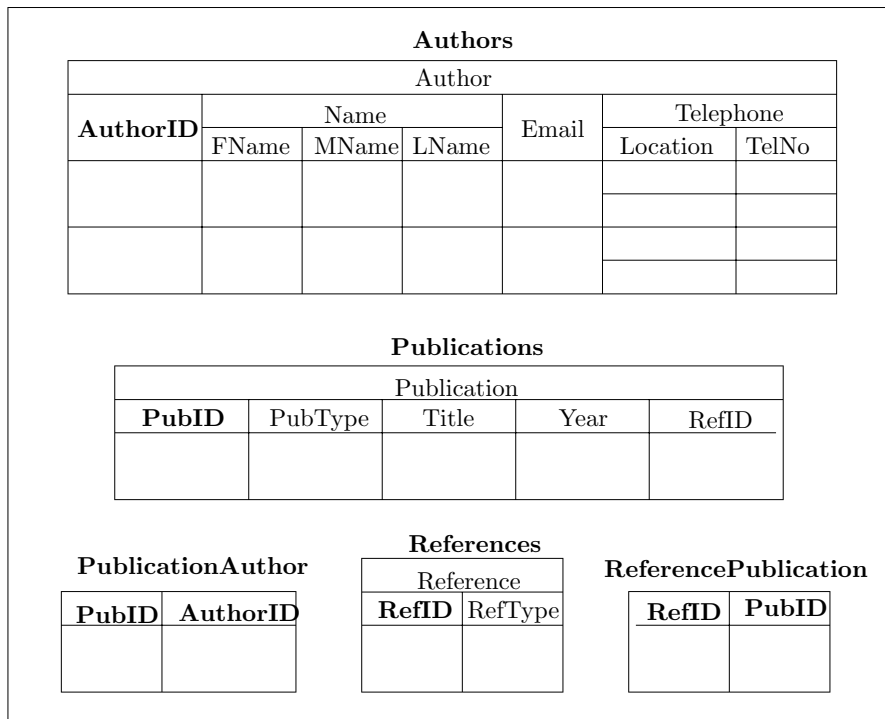 Authors
Author
AuthorID Name Email Telephone
FName MName LName Location TelNo
Publications
Publication
PubID PubType Title Year RefID
PublicationAuthor
PubID AuthorID
References
Reference
RefID RefType
ReferencePublication
RefID PubID